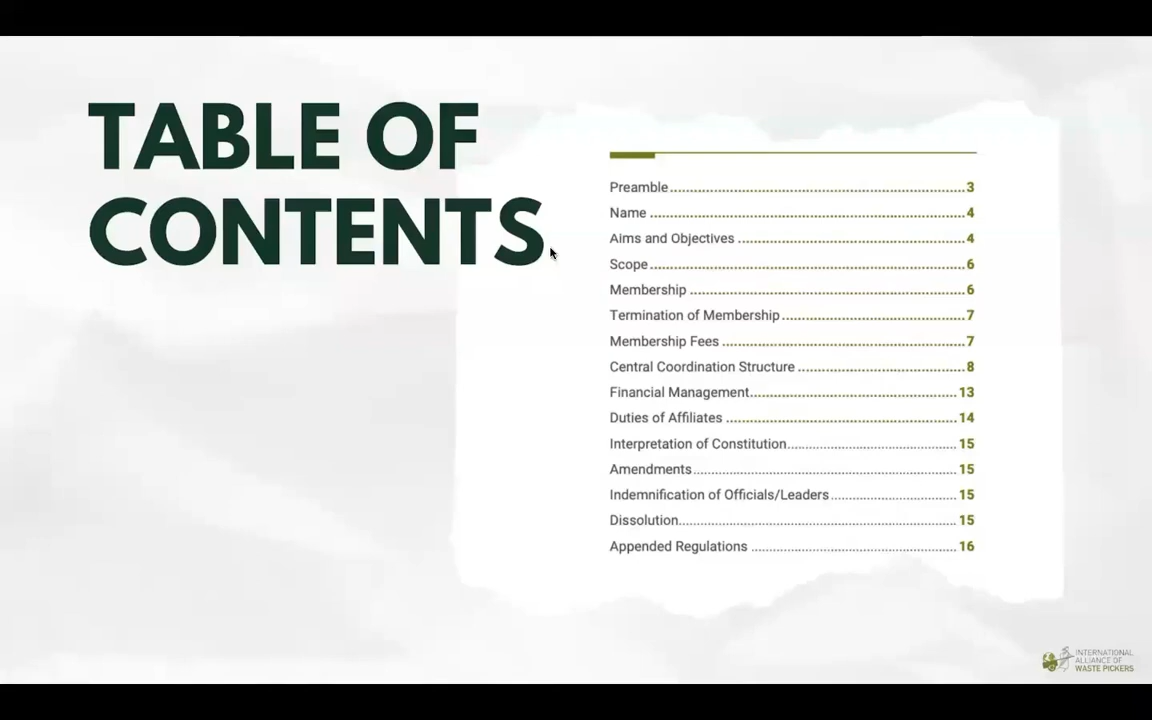 TABLE OF
CONTENTS
Preamble 3
Name 4
Aims and Objectives 4
Scope 6
Membership 6
Termination of Membership 7
Membership Fees 7
Central Coordination Structure 8
Financial Management 13
Duties of Affiliates 14
Interpretation of Constitution 15
Amendments 15
Indemnification of Officials/Leaders 15
Dissolution 15
Appended Regulations 16
INTERNATIONAL
ALLIANCE OF
WASTE PICKERS